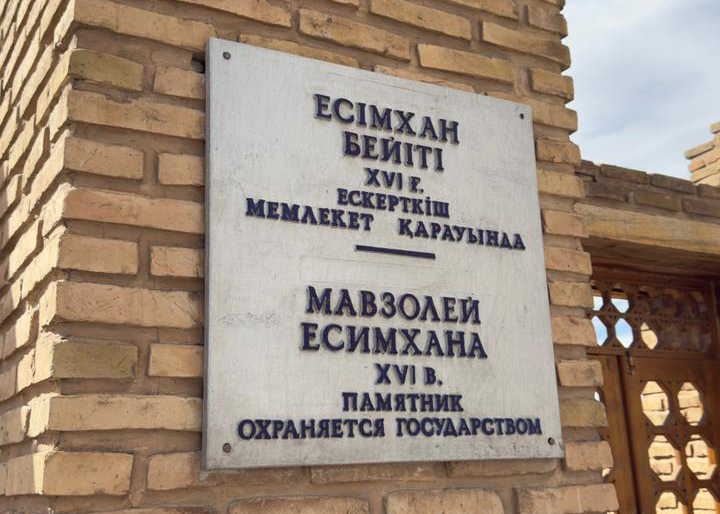 ЕСІМХАН
БЕЙІТІ
XVI Ғ.
ЕСКЕРТКІШ
МЕМЛЕКЕТ ҚАРАУЫНДА
МАВЗОЛЕЙ
ЕСИМХАНА
XVI В.
ПАМЯТНИК
ОХРАНЯЕТСЯ ГОСУДАРСТВОМ